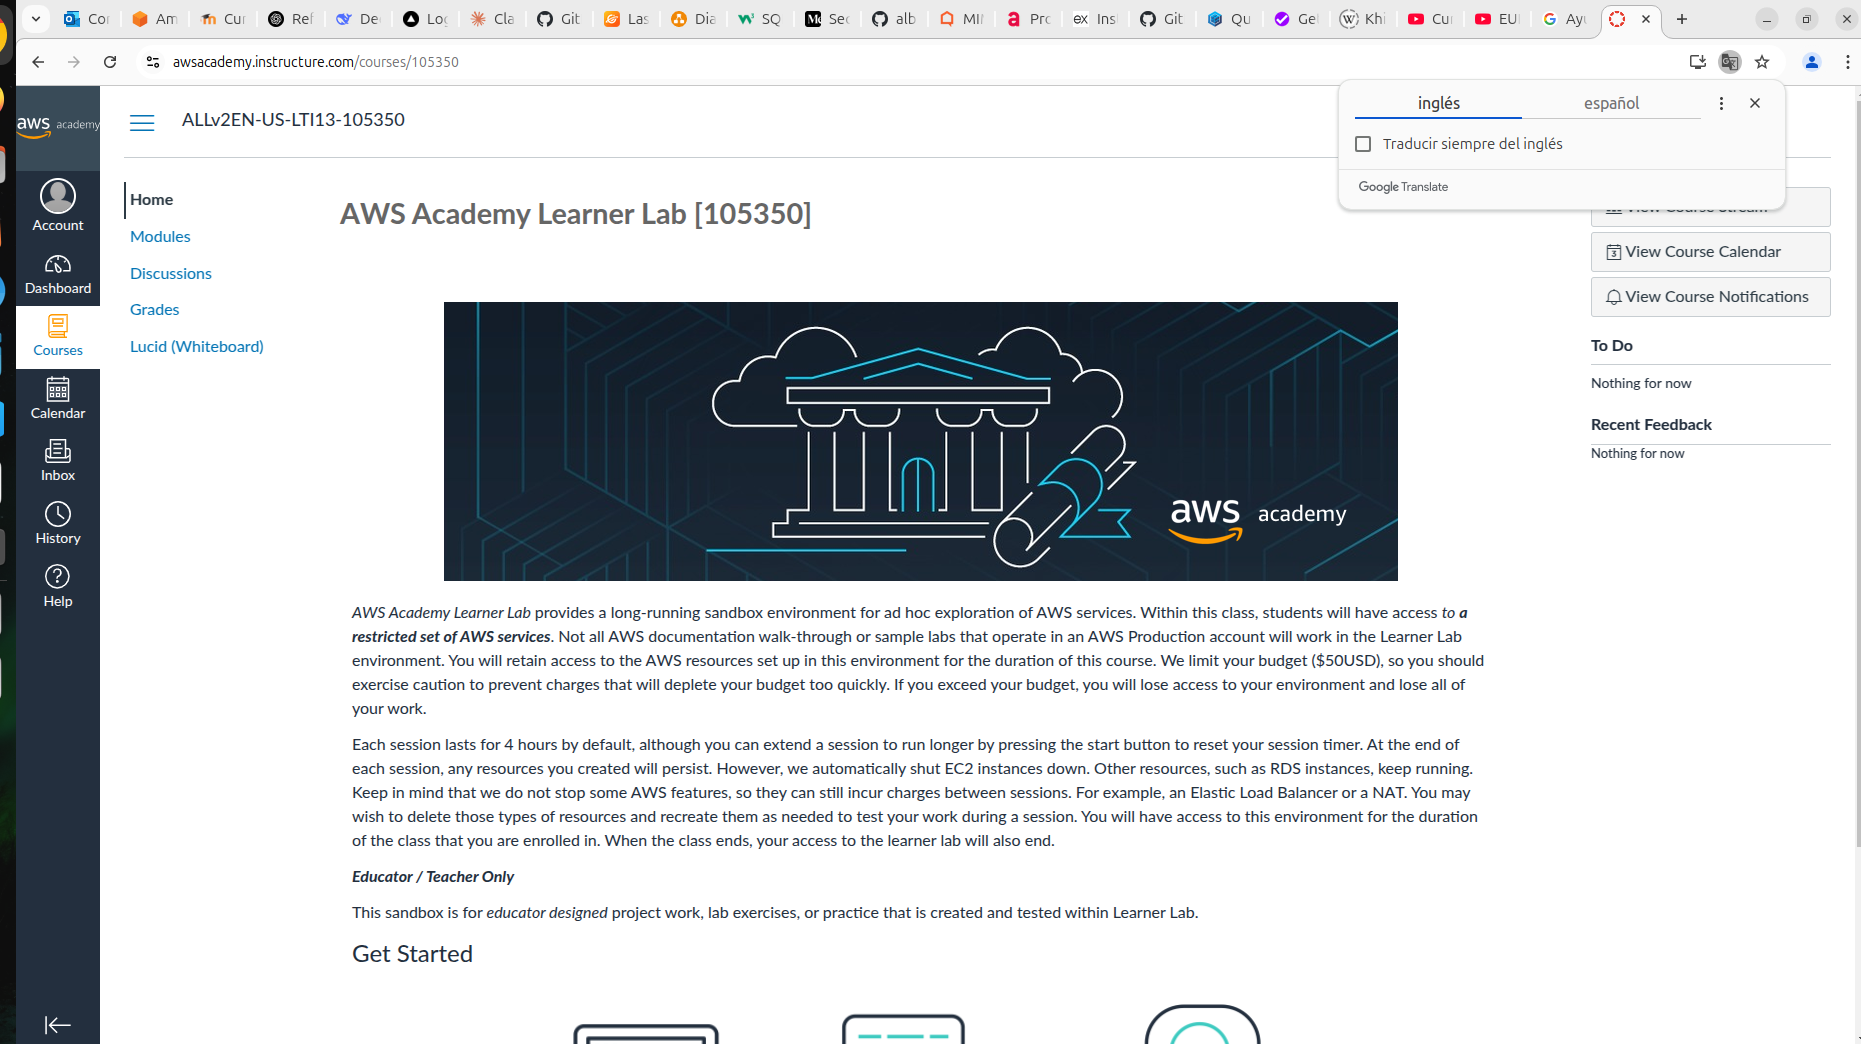 Cor
Am
Cur
Ref
De
Log
Cla
Git
Las
Dia
SQ
Sec
alb
MI
Pro
Ins
Git
Qu
Gel
Khi
Cur
EU
Ayu
awsacademy.instructure.com/courses/105350
inglés
español
Traducir siempre del inglés
Google Translate
aws academy
ALLv2EN-US-LTI13-105350
Account
Dashboard
Courses
Calendar
Inbox
History
Help
Home
Modules
Discussions
Grades
Lucid (Whiteboard)
AWS Academy Learner Lab [105350]
aws academy
AWS Academy Learner Lab provides a long-running sandbox environment for ad hoc exploration of AWS services. Within this class, students will have access to a
restricted set of AWS services. Not all AWS documentation walk-through or sample labs that operate in an AWS Production account will work in the Learner Lab
environment. You will retain access to the AWS resources set up in this environment for the duration of this course. We limit your budget ($50USD), so you should
exercise caution to prevent charges that will deplete your budget too quickly. If you exceed your budget, you will lose access to your environment and lose all of
your work.
Each session lasts for 4 hours by default, although you can extend a session to run longer by pressing the start button to reset your session timer. At the end of
each session, any resources you created will persist. However, we automatically shut EC2 instances down. Other resources, such as RDS instances, keep running.
Keep in mind that we do not stop some AWS features, so they can still incur charges between sessions. For example, an Elastic Load Balancer or a NAT. You may
wish to delete those types of resources and recreate them as needed to test your work during a session. You will have access to this environment for the duration
of the class that you are enrolled in. When the class ends, your access to the learner lab will also end.
Educator / Teacher Only
This sandbox is for educator designed project work, lab exercises, or practice that is created and tested within Learner Lab.
Get Started
View Course Stream
View Course Calendar
View Course Notifications
To Do
Nothing for now
Recent Feedback
Nothing for now